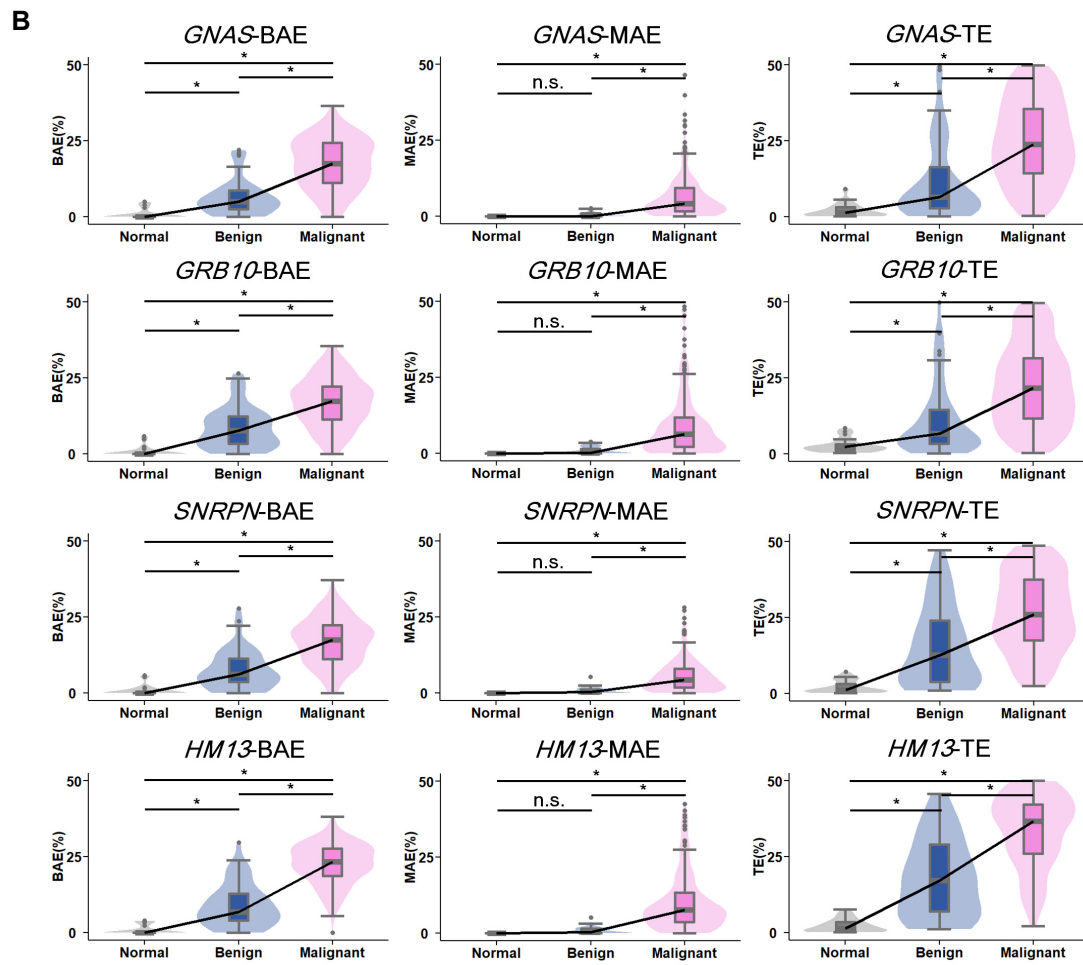 B
GNAS-BAE
BAE(%)
50
25
0
*
*
*
Normal Benign Malignant
GNAS-MAE
MAE(%)
50
25
0
*
n.s.
*
Normal Benign Malignant
GNAS-TE
TE(%)
50
25
0
*
*
*
Normal Benign Malignant
GRB10-BAE
BAE(%)
50
25
0
*
*
*
Normal Benign Malignant
GRB10-MAE
MAE(%)
50
25
0
*
n.s.
*
Normal Benign Malignant
GRB10-TE
TE(%)
50
25
0
*
*
*
Normal Benign Malignant
SNRPN-BAE
BAE(%)
50
25
0
*
*
*
Normal Benign Malignant
SNRPN-MAE
MAE(%)
50
25
0
*
n.s.
*
Normal Benign Malignant
SNRPN-TE
TE(%)
50
25
0
*
*
*
Normal Benign Malignant
HM13-BAE
BAE(%)
50
25
0
*
*
*
Normal Benign Malignant
HM13-MAE
MAE(%)
50
25
0
*
n.s.
*
Normal Benign Malignant
HM13-TE
TE(%)
50
25
0
*
*
*
Normal Benign Malignant